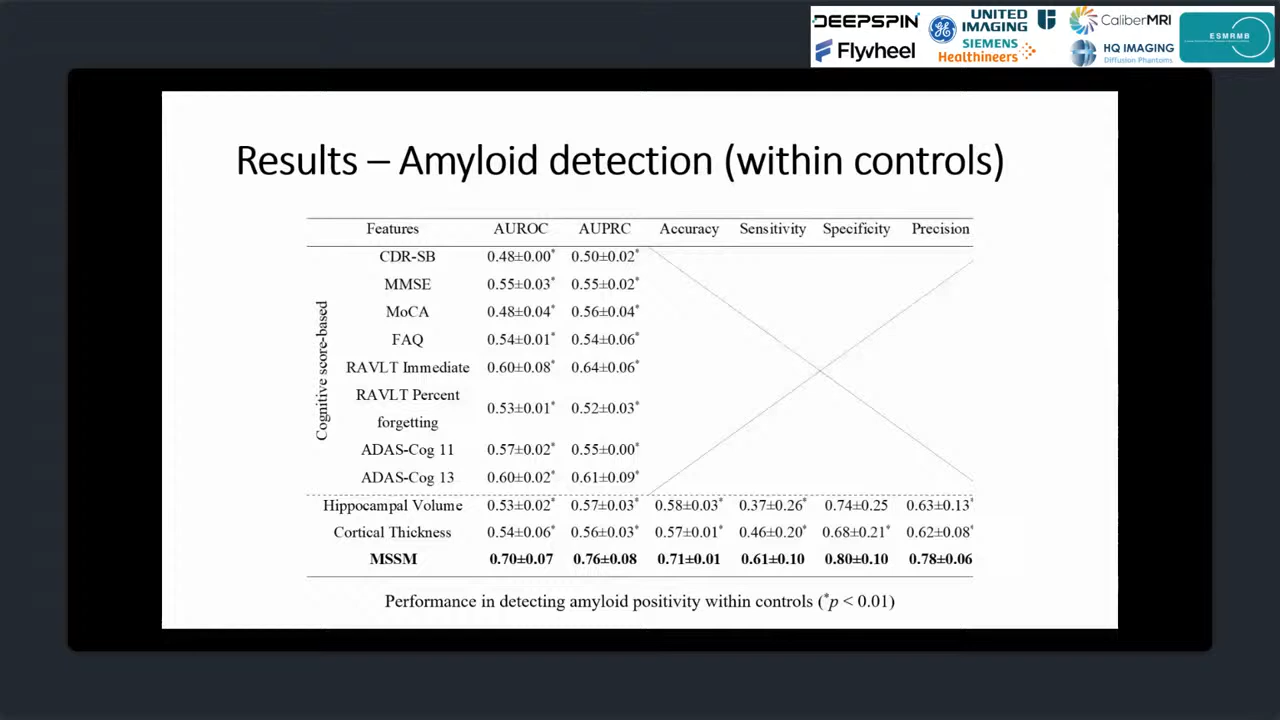 DEEPSPIN
UNITED
IMAGING
CaliberMRI
ESMRMB
Flywheel
SIEMENS
Healthineers
HQ IMAGING
Diffusion Phantoms
Results – Amyloid detection (within controls)
Features AUROC AUPRC Accuracy Sensitivity Specificity Precision
Cognitive score-based
CDR-SB 0.48±0.00* 0.50±0.02*
MMSE 0.55±0.03* 0.55±0.02*
MoCA 0.48±0.04* 0.56±0.04*
FAQ 0.54±0.01* 0.54±0.06*
RAVLT Immediate 0.60±0.08* 0.64±0.06*
RAVLT Percent
forgetting 0.53±0.01* 0.52±0.03*
ADAS-Cog 11 0.57±0.02* 0.55±0.00*
ADAS-Cog 13 0.60±0.02* 0.61±0.09*
Hippocampal Volume 0.53±0.02* 0.57±0.03* 0.58±0.03* 0.37±0.26* 0.74±0.25 0.63±0.13*
Cortical Thickness 0.54±0.06* 0.56±0.03* 0.57±0.01* 0.46±0.20* 0.68±0.21* 0.62±0.08*
MSSM 0.70±0.07 0.76±0.08 0.71±0.01 0.61±0.10 0.80±0.10 0.78±0.06
Performance in detecting amyloid positivity within controls (*p < 0.01)